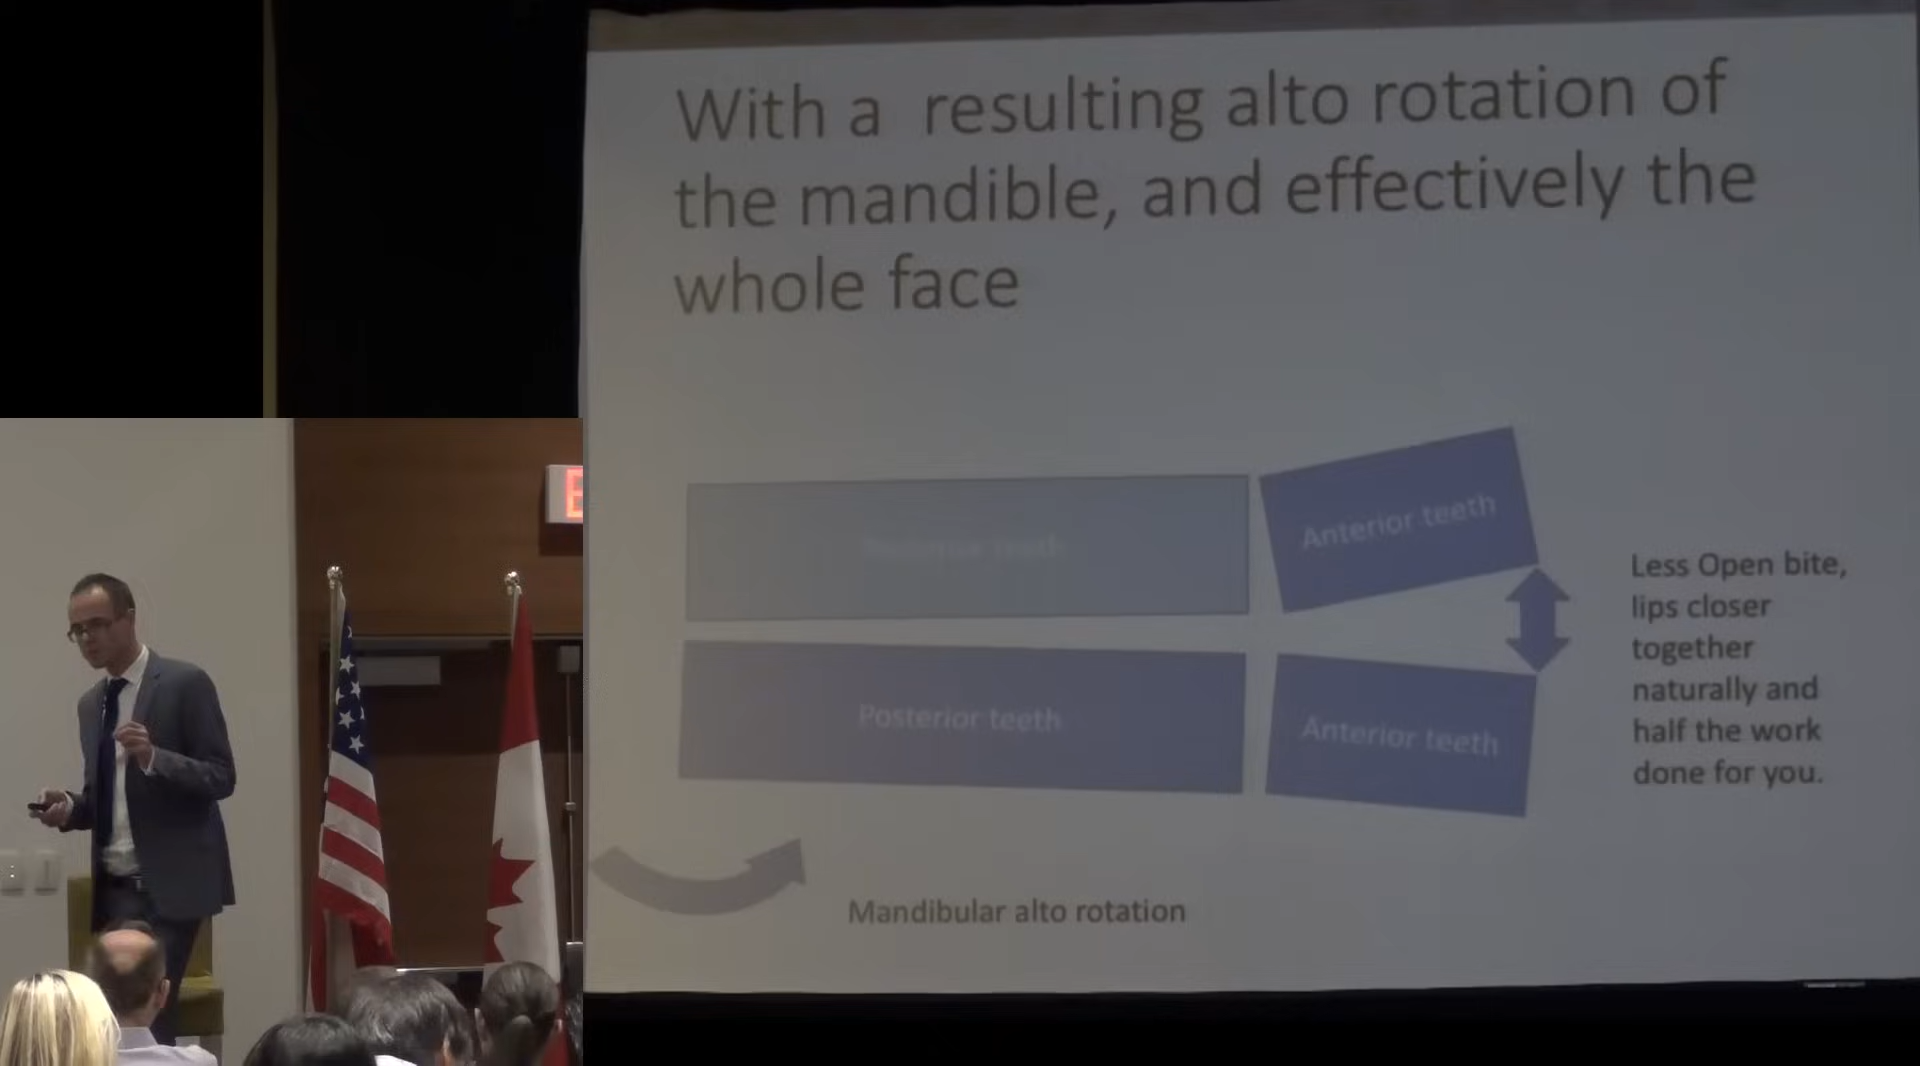 With a resulting alto rotation of
the mandible, and effectively the
whole face
Anterior teeth
Less Open bite,
lips closer
together
naturally and
half the work
done for you.
Posterior teeth
Anterior teeth
Mandibular alto rotation
E